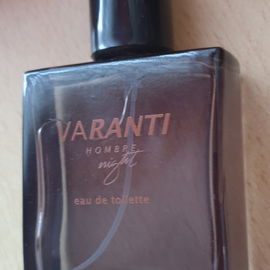 VARANTI
HOMBRE
night
eau de toilette